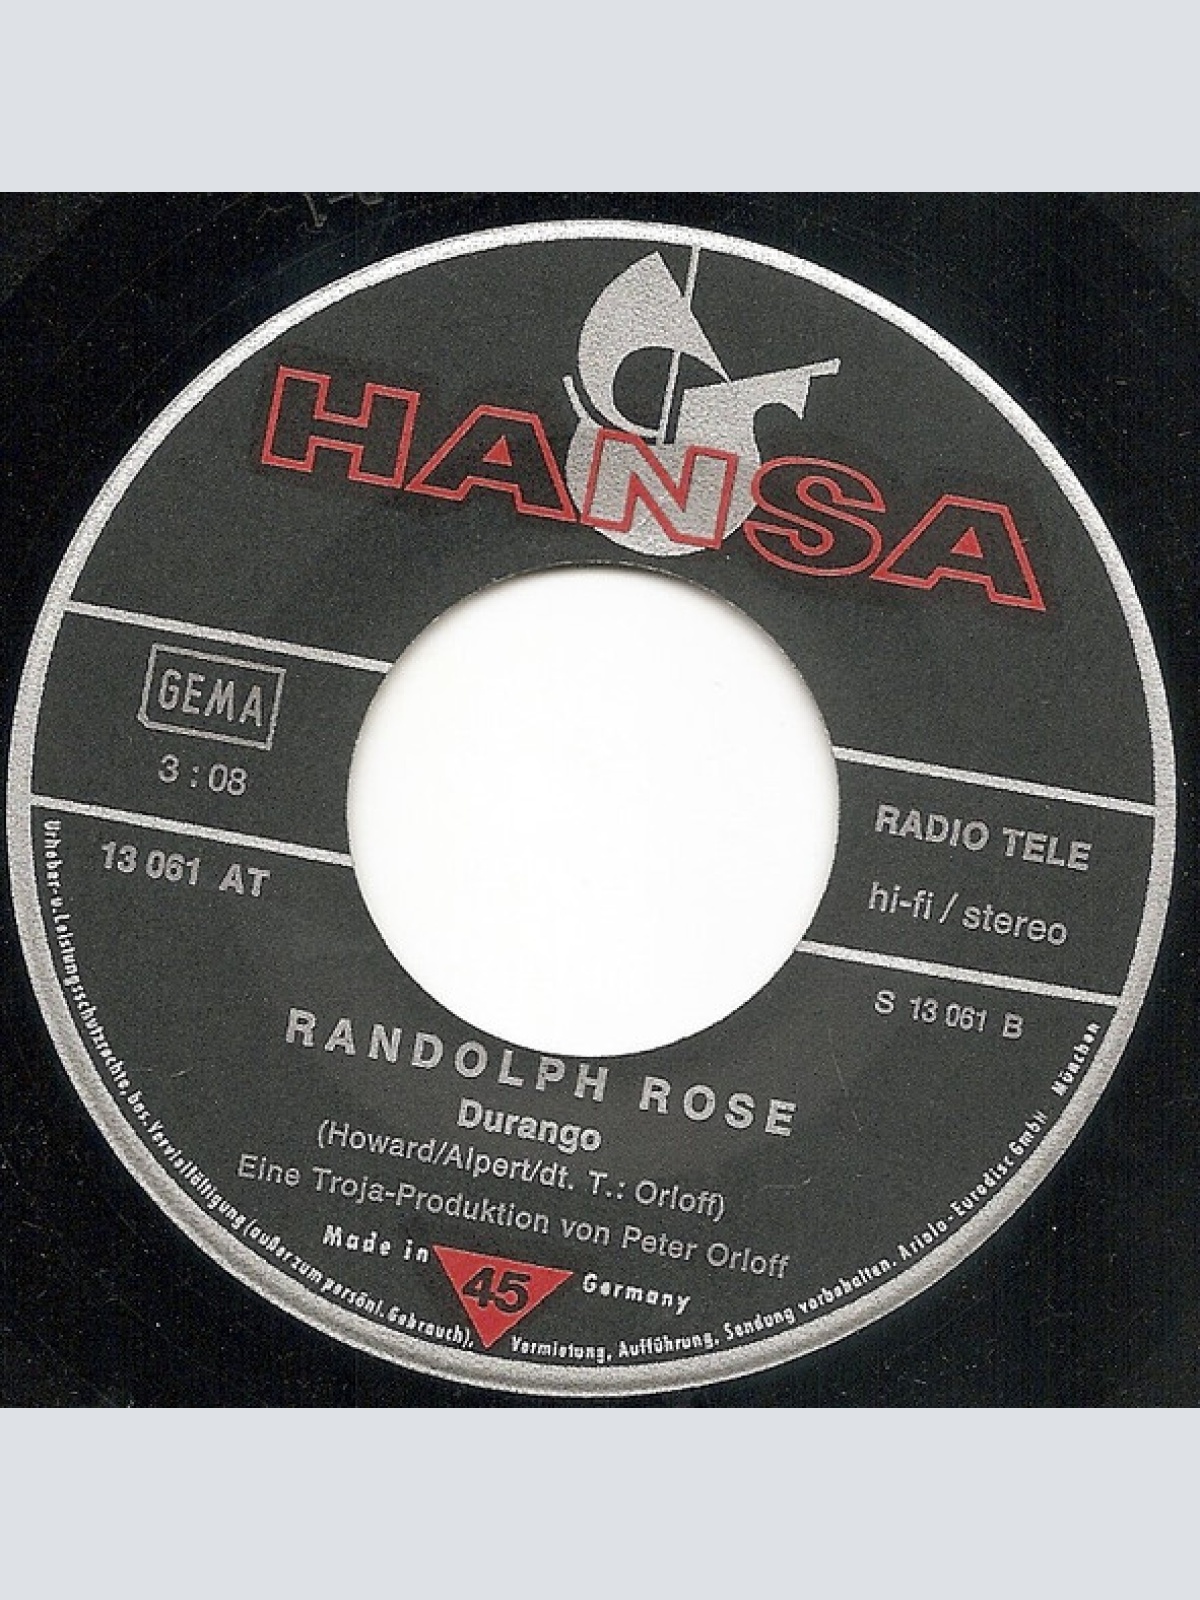 HANSA
GEMA
3 : 08
13 061 AT
RADIO TELE
hi-fi / stereo
S 13 061 B
RANDOLPH ROSE
Durango
(Howard/Alpert/dt. T.: Orloff)
Eine Troja-Produktion von Peter Orloff
Made in 45 Germany
Urheber-u.Leistungsschutzrechte, bes. Vervielfältigung (außer zum persönl. Gebrauch), Vermietung, Aufführung, Sendung vorbehalten. Ariola-Eurodisc GmbH München